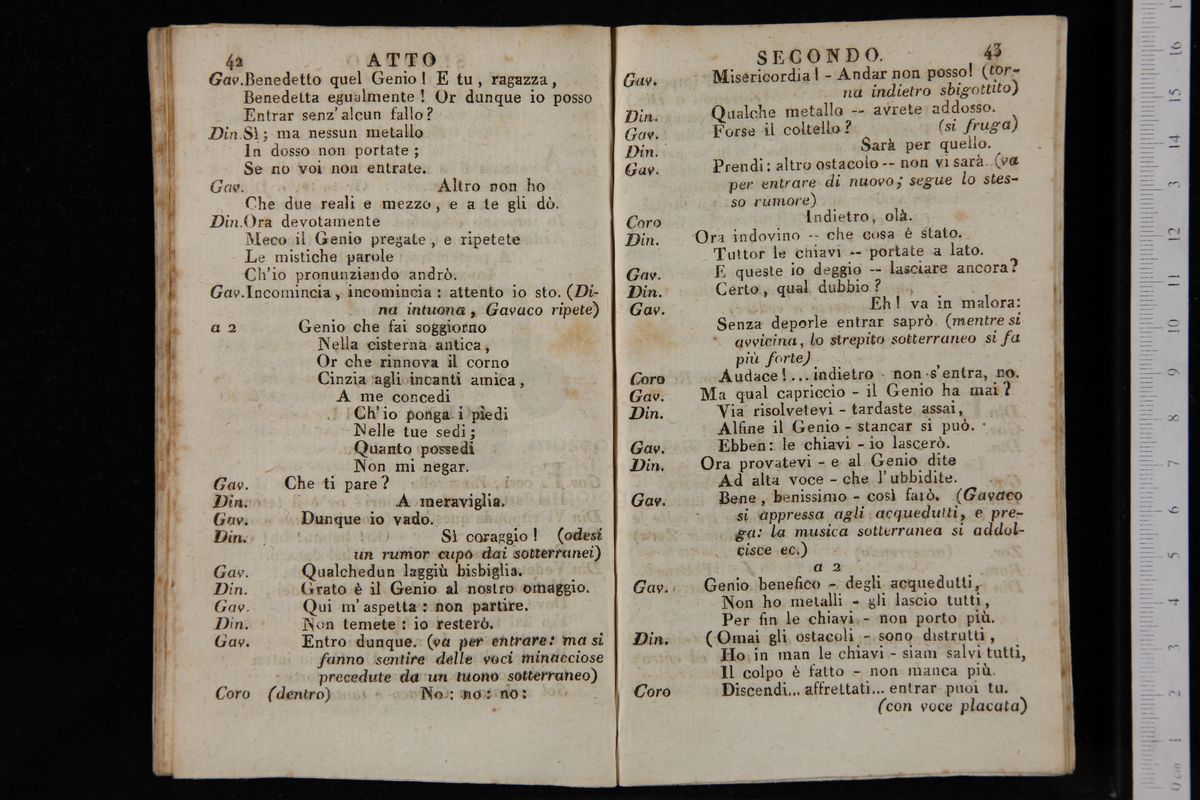 42 ATTO
Gav. Benedetto quel Genio! E tu, ragazza,
Benedetta egualmente! Or dunque io posso
Entrar senz'alcun fallo?
Din. Sì; ma nessun metallo
In dosso non portate;
Se no voi non entrate.
Gav. Altro non ho
Che due reali e mezzo, e a te gli dò.
Din. Ora devotamente
Meco il Genio pregate, e ripetete
Le mistiche parole
Ch'io pronunziando andrò.
Gav. Incomincia, incomincia: attento io sto. (Di-
na intuona, Gavaco ripete)
a 2 Genio che fai soggiorno
Nella cisterna antica,
Or che rinnova il corno
Cinzia agli incanti amica,
A me concedi
Ch'io ponga i piedi
Nelle tue sedi;
Quanto possedi
Non mi negar.
Gav. Che ti pare?
Din. A meraviglia.
Gav. Dunque io vado.
Din. Sì coraggio! (odesi
un rumor cupo dai sotterranei)
Gav. Qualchedun laggiù bisbiglia.
Din. Grato è il Genio al nostro omaggio.
Gav. Qui m'aspetta: non partire.
Din. Non temete: io resterò.
Gav. Entro dunque. (va per entrare: ma si
fanno sentire delle voci minacciose
precedute da un tuono sotterraneo)
Coro (dentro) No: no: no:
SECONDO. 43
Gav. Misericordia! - Andar non posso! (tor-
na indietro sbigottito)
Din. Qualche metallo -- avrete addosso.
Gav. Forse il coltello? (si fruga)
Din. Sarà per quello.
Gav. Prendi: altro ostacolo -- non vi sarà. (va
per entrare di nuovo; segue lo stes-
so rumore)
Coro Indietro, olà.
Din. Ora indovino -- che cosa è stato.
Tuttor le chiavi -- portate a lato.
Gav. E queste io deggio -- lasciare ancora?
Din. Certo, qual dubbio?
Gav. Eh! va in malora:
Senza deporle entrar saprò. (mentre si
avvicina, lo strepito sotterraneo si fa
più forte)
Coro Audace!... indietro - non s'entra, no.
Gav. Ma qual capriccio - il Genio ha mai?
Din. Via risolvetevi - tardaste assai,
Alfine il Genio - stancar si può.
Gav. Ebben: le chiavi - io lascerò.
Din. Ora provatevi - e al Genio dite
Ad alta voce - che l'ubbidite.
Gav. Bene, benissimo - così farò. (Gavaco
si appressa agli acquedutti, e pre-
ga: la musica sotterranea si addol-
cisce ec.)
a 2
Gav. Genio benefico - degli acquedutti,
Non ho metalli - gli lascio tutti,
Per fin le chiavi - non porto più.
Din. (Omai gli ostacoli - sono distrutti,
Ho in man le chiavi - siam salvi tutti,
Il colpo è fatto - non manca più.
Coro Discendi... affrettati... entrar puoi tu.
(con voce placata)